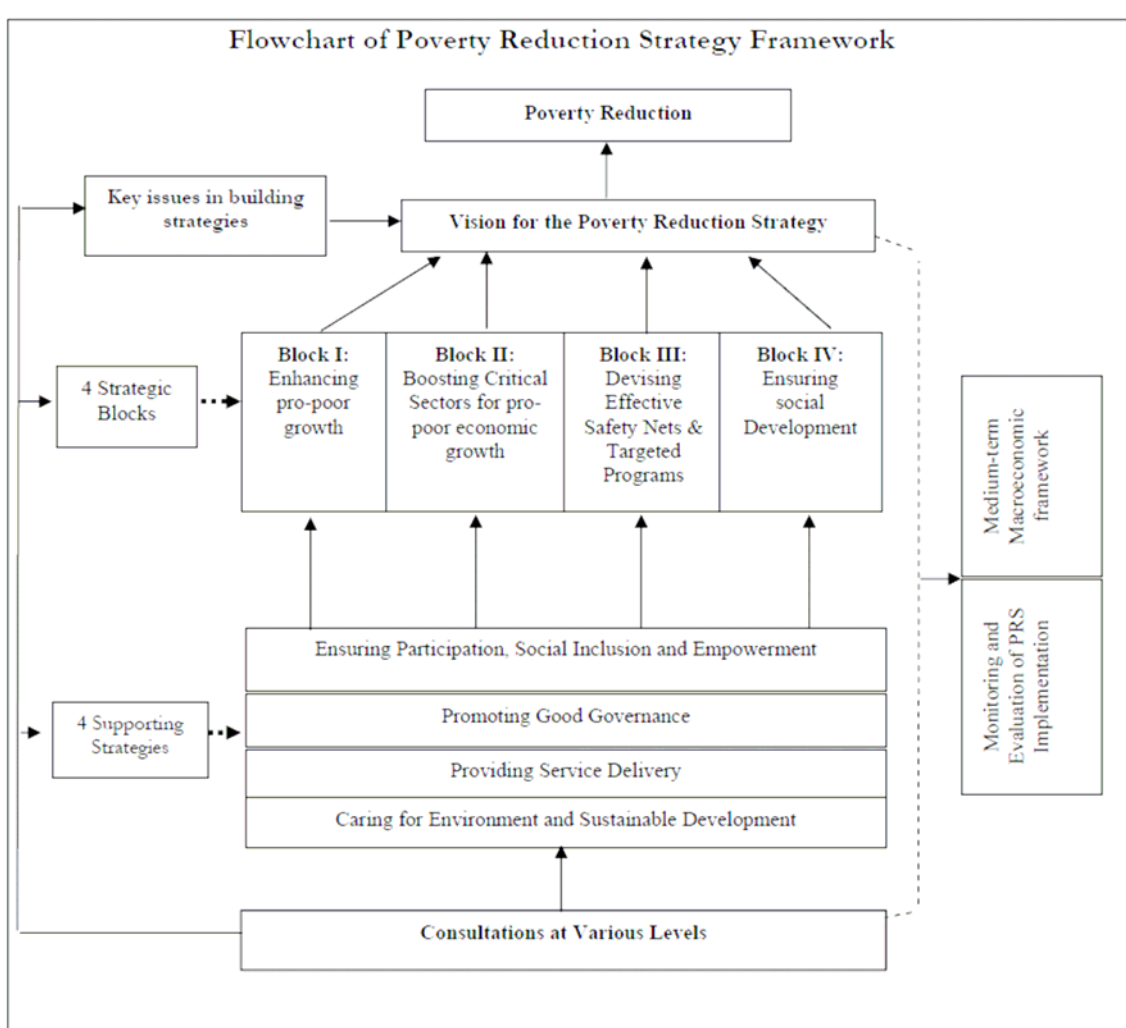 Flowchart of Poverty Reduction Strategy Framework
Poverty Reduction
Key issues in building
strategies
Vision for the Poverty Reduction Strategy
4 Strategic
Blocks
Block I:
Enhancing
pro-poor
growth
Block II:
Boosting Critical
Sectors for pro-
poor economic
growth
Block III:
Devising
Effective
Safety Nets &
Targeted
Programs
Block IV:
Ensuring
social
Development
Medium-term
Macroeconomic
framework
Monitoring and
Evaluation of PRS
Implementation
4 Supporting
Strategies
Ensuring Participation, Social Inclusion and Empowerment
Promoting Good Governance
Providing Service Delivery
Caring for Environment and Sustainable Development
Consultations at Various Levels